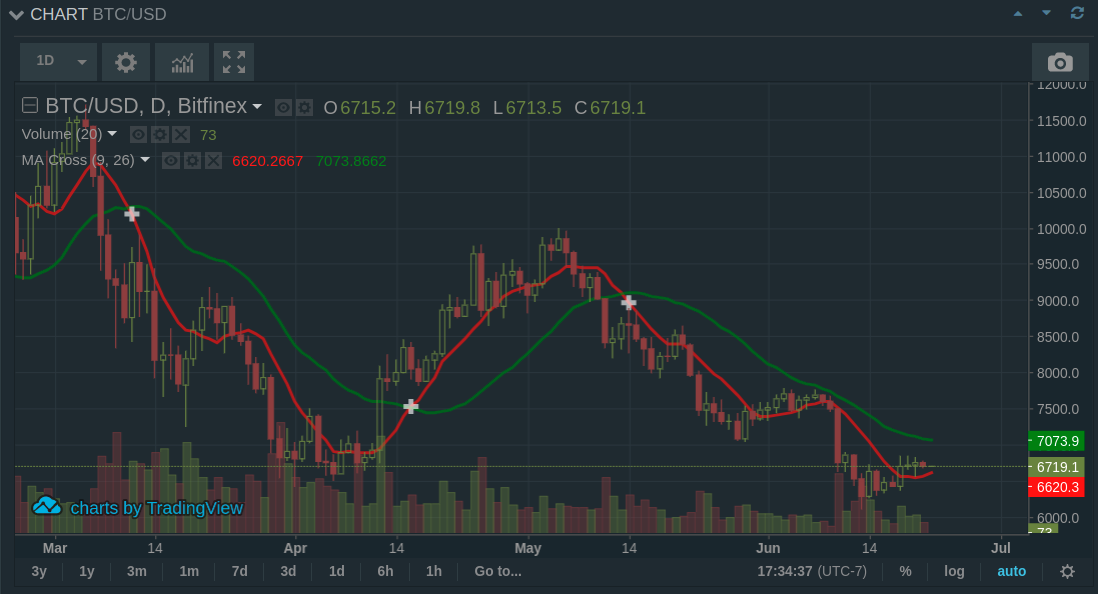 CHART BTC/USD
1D
BTC/USD, D, Bitfinex O6715.2 H6719.8 L6713.5 C6719.1
Volume (20) 73
MA Cross (9, 26) 6620.2667 7073.8662
12000.0
11500.0
11000.0
10500.0
10000.0
9500.0
9000.0
8500.0
8000.0
7500.0
7073.9
6719.1
6620.3
6000.0
73
charts by TradingView
Mar 14 Apr 14 May 14 Jun 14 Jul
3y 1y 3m 1m 7d 3d 1d 6h 1h Go to... 17:34:37 (UTC-7) % log auto